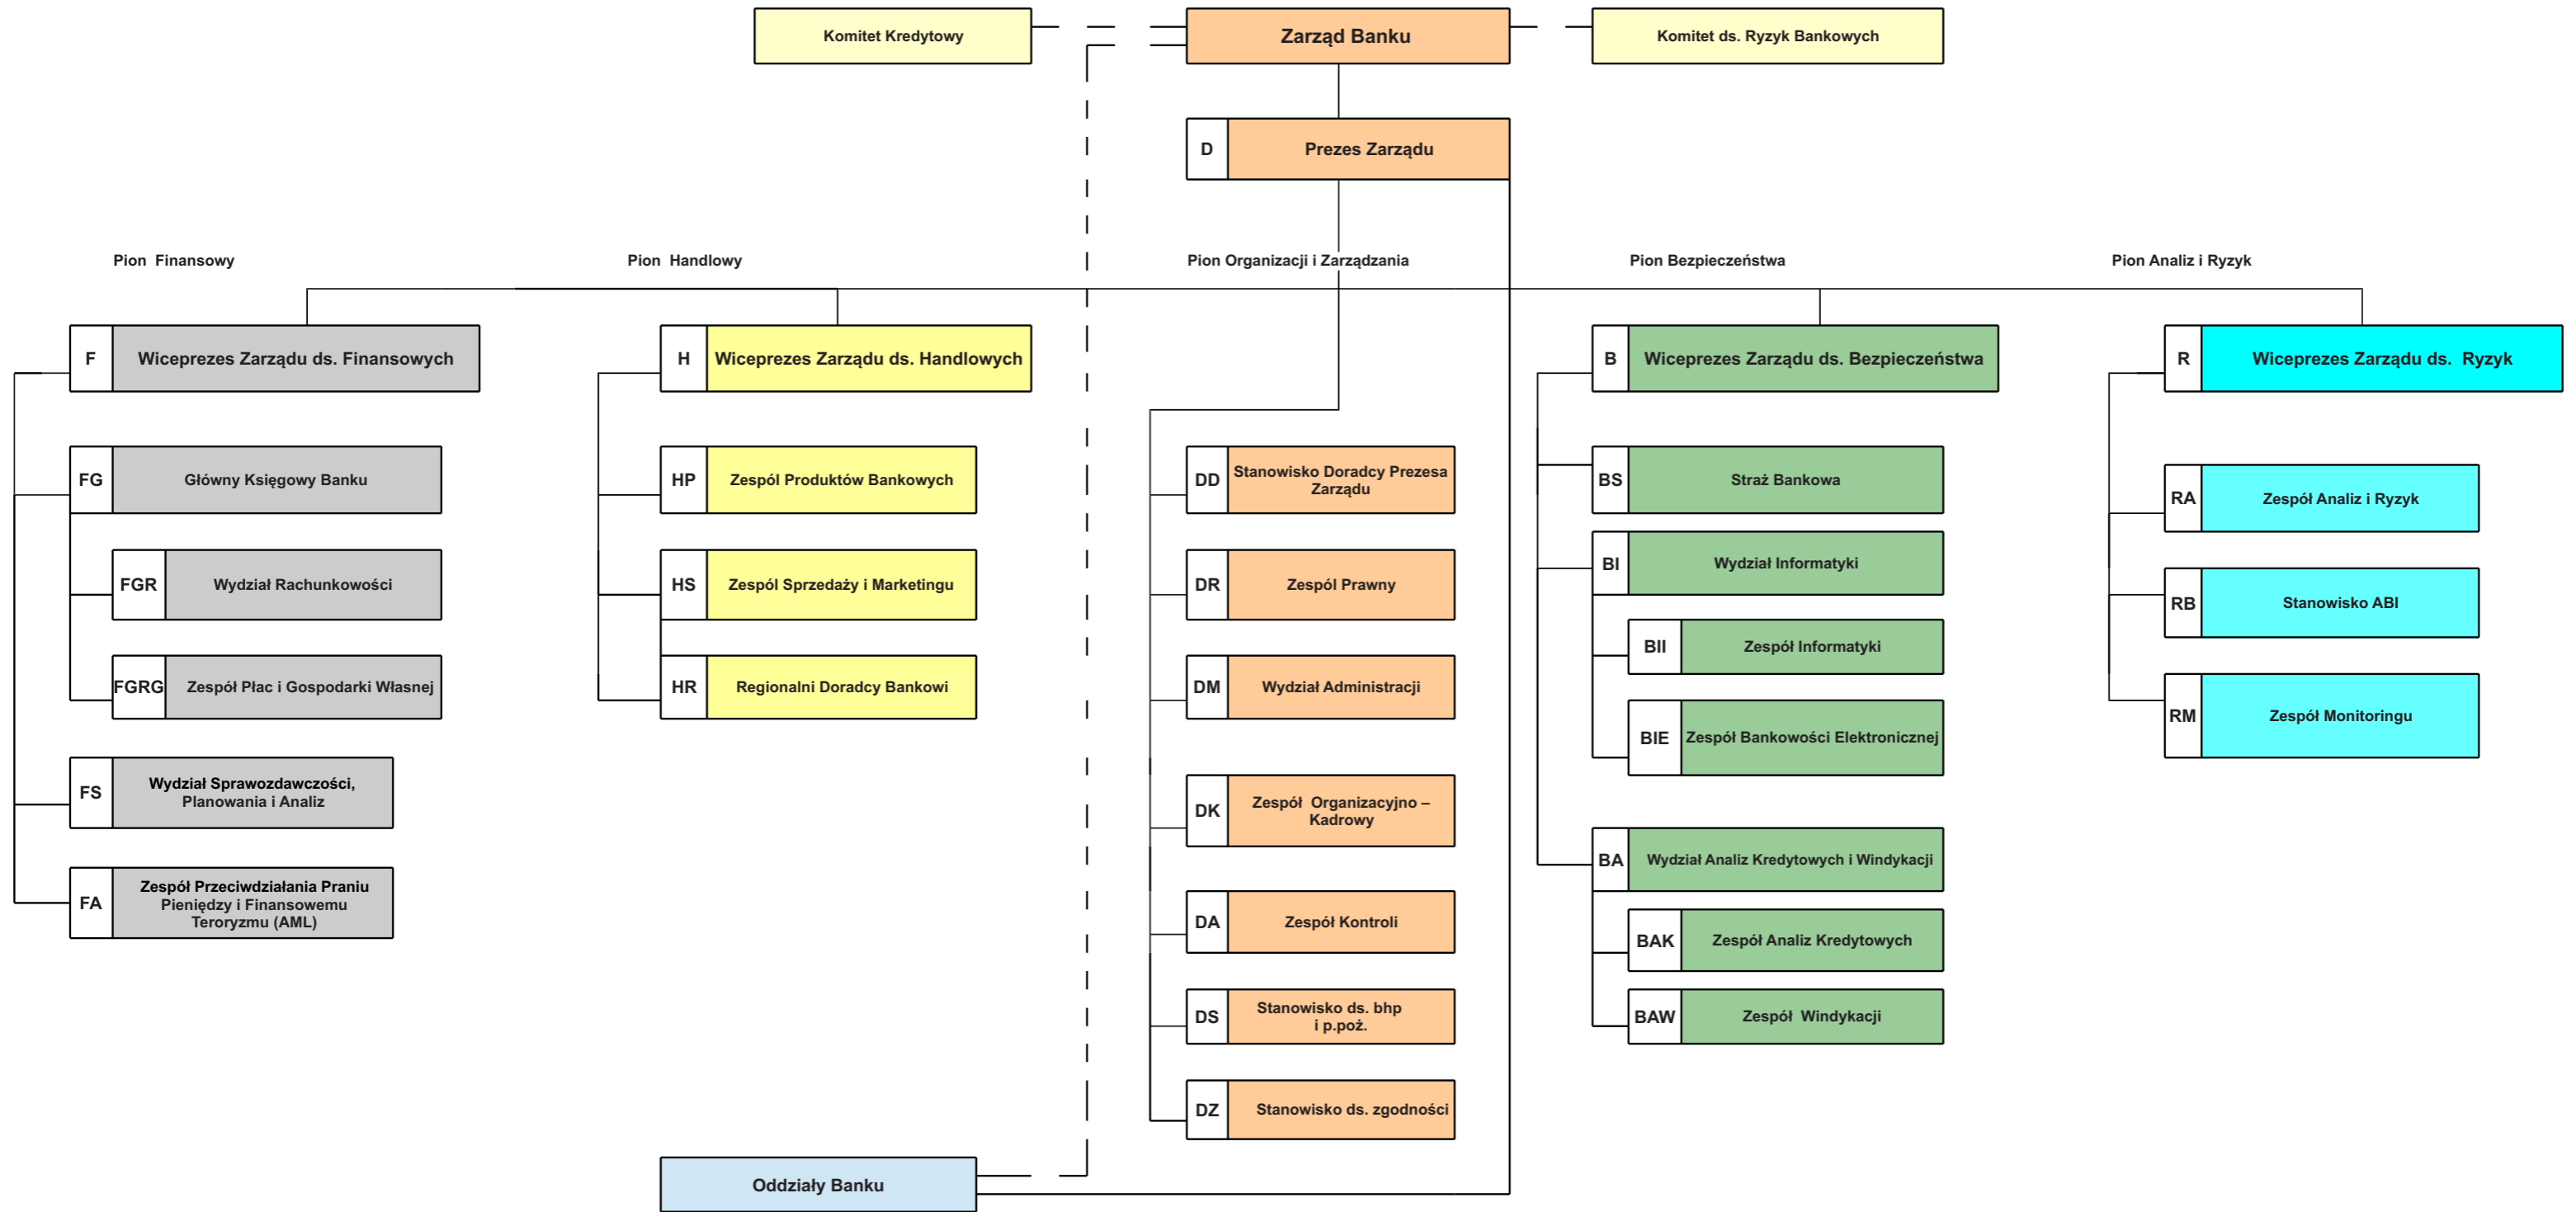 Komitet Kredytowy
Zarząd Banku
Komitet ds. Ryzyk Bankowych
D
Prezes Zarządu
Pion Finansowy
Pion Handlowy
Pion Organizacji i Zarządzania
Pion Bezpieczeństwa
Pion Analiz i Ryzyk
F
Wiceprezes Zarządu ds. Finansowych
H
Wiceprezes Zarządu ds. Handlowych
B
Wiceprezes Zarządu ds. Bezpieczeństwa
R
Wiceprezes Zarządu ds. Ryzyk
FG
Główny Księgowy Banku
FGR
Wydział Rachunkowości
FGRG
Zespół Płac i Gospodarki Własnej
FS
Wydział Sprawozdawczości,
Planowania i Analiz
FA
Zespół Przeciwdziałania Praniu
Pieniędzy i Finansowemu
Teroryzmu (AML)
HP
Zespól Produktów Bankowych
HS
Zespól Sprzedaży i Marketingu
HR
Regionalni Doradcy Bankowi
DD
Stanowisko Doradcy Prezesa
Zarządu
DR
Zespól Prawny
DM
Wydział Administracji
DK
Zespół Organizacyjno –
Kadrowy
DA
Zespół Kontroli
DS
Stanowisko ds. bhp
i p.poż.
DZ
Stanowisko ds. zgodności
BS
Straż Bankowa
BI
Wydział Informatyki
BII
Zespół Informatyki
BIE
Zespół Bankowości Elektronicznej
BA
Wydział Analiz Kredytowych i Windykacji
BAK
Zespół Analiz Kredytowych
BAW
Zespół Windykacji
RA
Zespół Analiz i Ryzyk
RB
Stanowisko ABI
RM
Zespół Monitoringu
Oddziały Banku